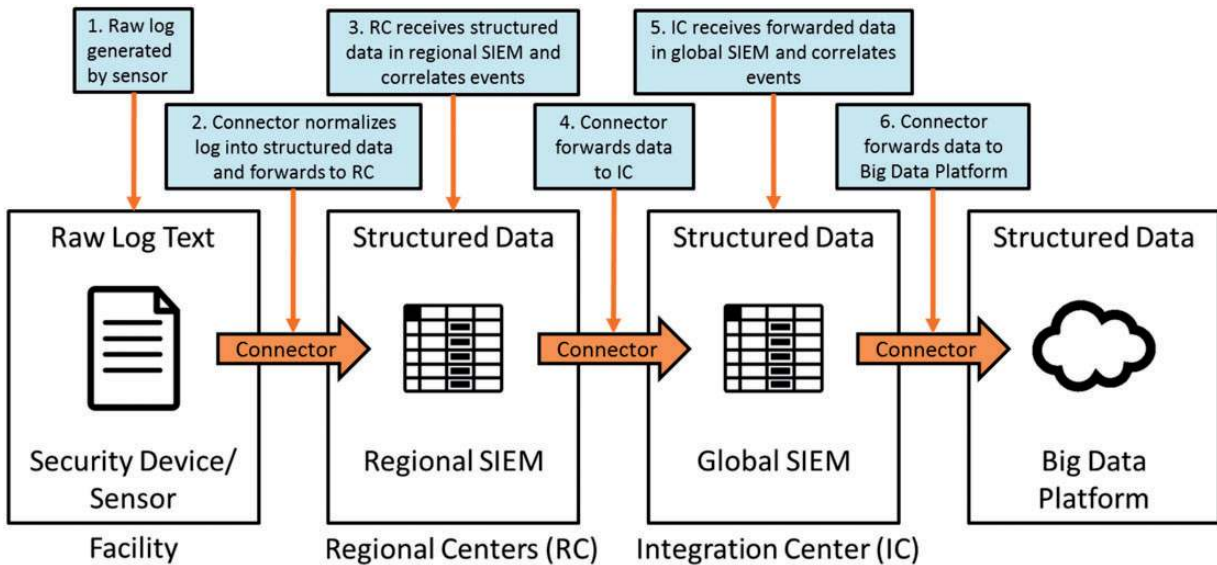 1. Raw log
generated
by sensor
3. RC receives structured
data in regional SIEM and
correlates events
5. IC receives forwarded data
in global SIEM and correlates
events
2. Connector normalizes
log into structured data
and forwards to RC
4. Connector
forwards data
to IC
6. Connector
forwards data to
Big Data Platform
Raw Log Text
Structured Data
Structured Data
Structured Data
Connector
Connector
Connector
Security Device/
Sensor
Regional SIEM
Global SIEM
Big Data
Platform
Facility
Regional Centers (RC)
Integration Center (IC)